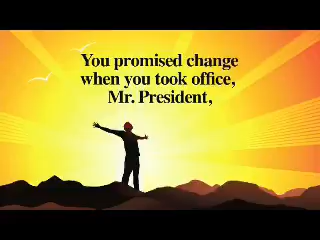 You promised change
when you took office,
Mr. President,